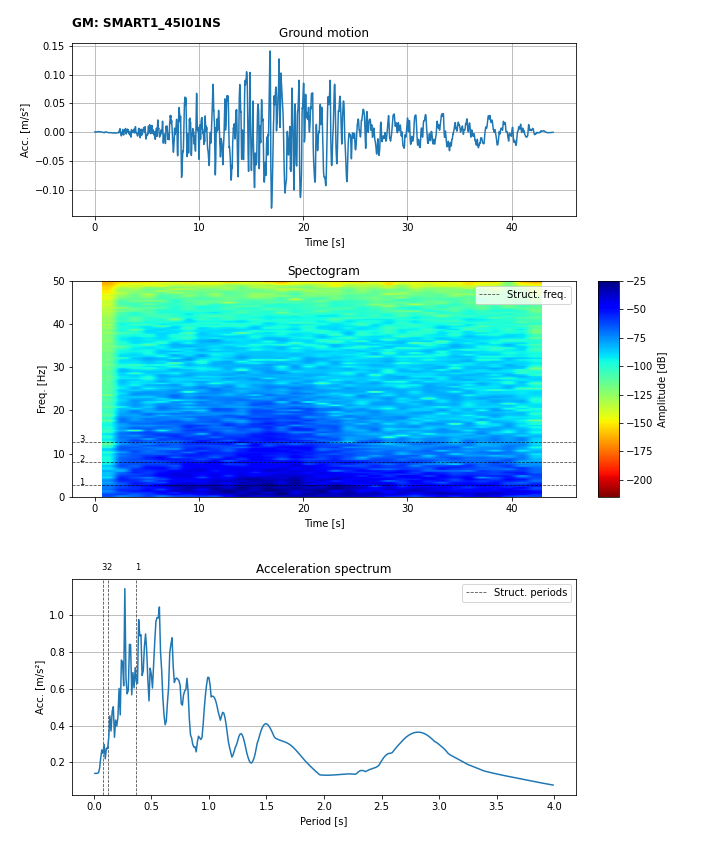 GM: SMART1_45I01NS
Ground motion
0.15
0.10
0.05
0.00
−0.05
−0.10
Acc. [m/s²]
0 10 20 30 40
Time [s]
Spectogram
50
40
30
20
10
0
Freq. [Hz]
Struct. freq.
3
2
1
0 10 20 30 40
Time [s]
−25
−50
−75
−100
−125
−150
−175
−200
Amplitude [dB]
32 1
Acceleration spectrum
Struct. periods
1.0
0.8
0.6
0.4
0.2
Acc. [m/s²]
0.0 0.5 1.0 1.5 2.0 2.5 3.0 3.5 4.0
Period [s]